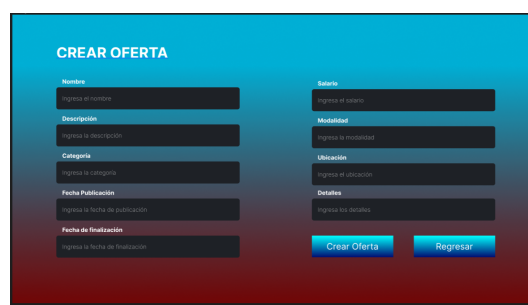 CREAR OFERTA
Nombre
Ingresa el nombre
Descripción
Ingresa la descripción
Categoría
Ingresa la categoría
Fecha Publicación
Ingresa la fecha de publicación
Fecha de finalización
Ingresa la fecha de finalización
Salario
Ingresa el salario
Modalidad
Ingresa la modalidad
Ubicación
Ingresa el ubicación
Detalles
Ingresa los detalles
Crear Oferta
Regresar